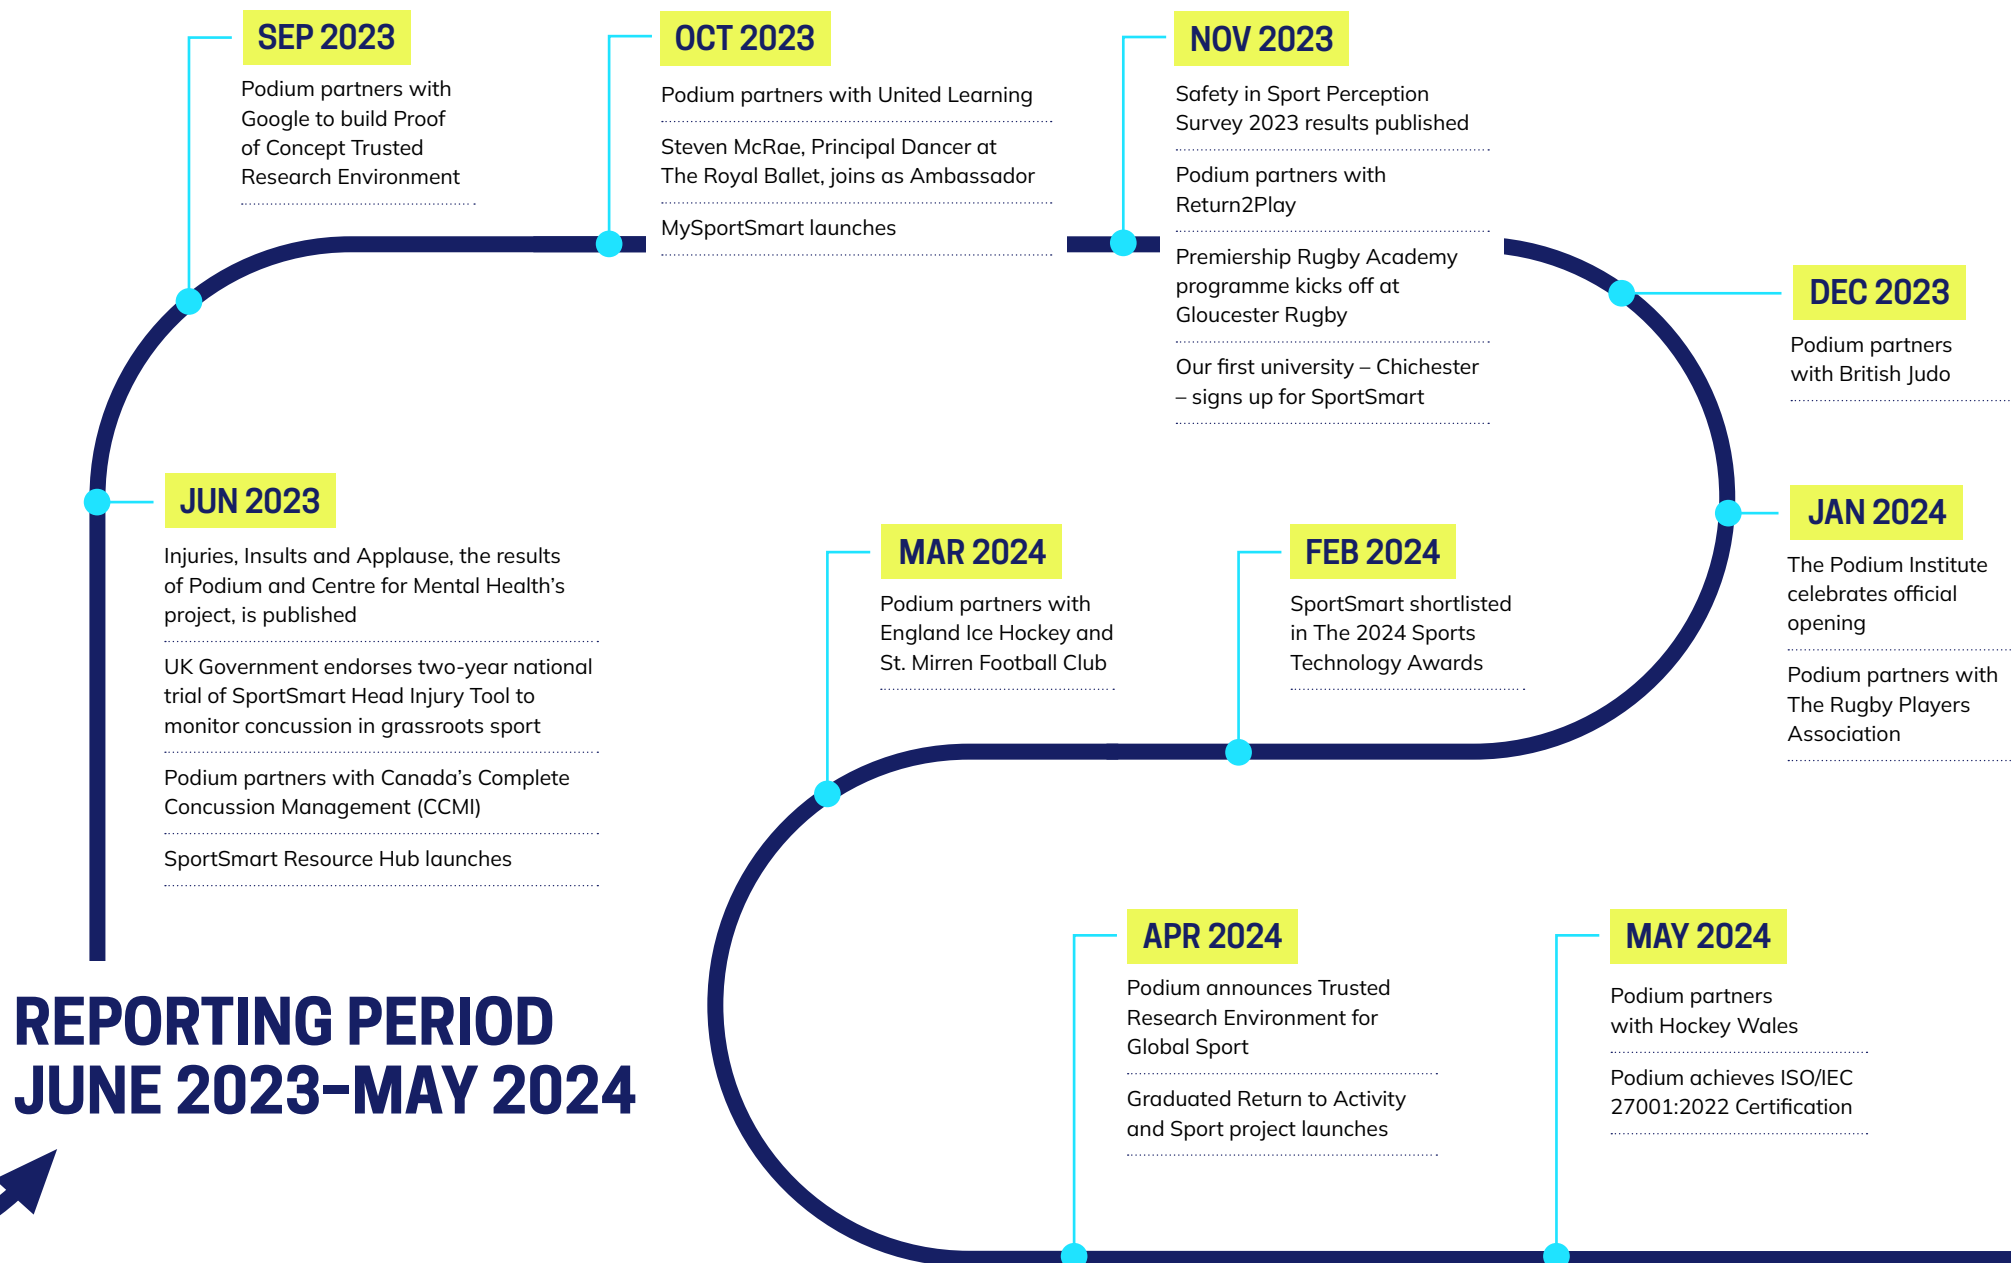 SEP 2023
Podium partners with
Google to build Proof
of Concept Trusted
Research Environment
OCT 2023
Podium partners with United Learning
Steven McRae, Principal Dancer at
The Royal Ballet, joins as Ambassador
MySportSmart launches
NOV 2023
Safety in Sport Perception
Survey 2023 results published
Podium partners with
Return2Play
Premiership Rugby Academy
programme kicks off at
Gloucester Rugby
Our first university – Chichester
– signs up for SportSmart
DEC 2023
Podium partners
with British Judo
JUN 2023
Injuries, Insults and Applause, the results
of Podium and Centre for Mental Health’s
project, is published
UK Government endorses two-year national
trial of SportSmart Head Injury Tool to
monitor concussion in grassroots sport
Podium partners with Canada’s Complete
Concussion Management (CCMI)
SportSmart Resource Hub launches
MAR 2024
Podium partners with
England Ice Hockey and
St. Mirren Football Club
FEB 2024
SportSmart shortlisted
in The 2024 Sports
Technology Awards
JAN 2024
The Podium Institute
celebrates official
opening
Podium partners with
The Rugby Players
Association
REPORTING PERIOD
JUNE 2023–MAY 2024
APR 2024
Podium announces Trusted
Research Environment for
Global Sport
Graduated Return to Activity
and Sport project launches
MAY 2024
Podium partners
with Hockey Wales
Podium achieves ISO/IEC
27001:2022 Certification